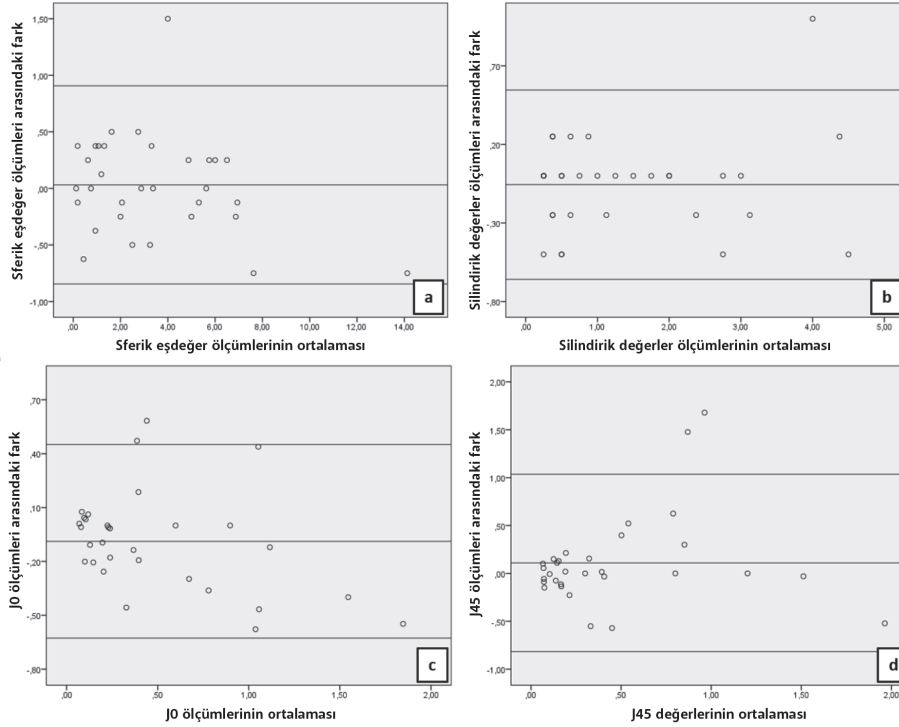 Sferik eşdeğer ölçümleri arasındaki fark
1,50
1,00
,50
,00
-,50
-1,00
,00 2,00 4,00 6,00 8,00 10,00 12,00 14,00
a
Sferik eşdeğer ölçümlerinin ortalaması
Silindirik değerler ölçümleri arasındaki fark
,70
,20
-,30
-,80
,00 1,00 2,00 3,00 4,00 5,00
b
Silindirik değerler ölçümlerinin ortalaması
J0 ölçümleri arasındaki fark
,70
,40
,10
-,20
-,50
-,80
,00 ,50 1,00 1,50 2,00
c
J0 ölçümlerinin ortalaması
J45 ölçümleri arasındaki fark
2,00
1,50
1,00
,50
,00
-,50
-1,00
,00 ,50 1,00 1,50 2,00
d
J45 değerlerinin ortalaması